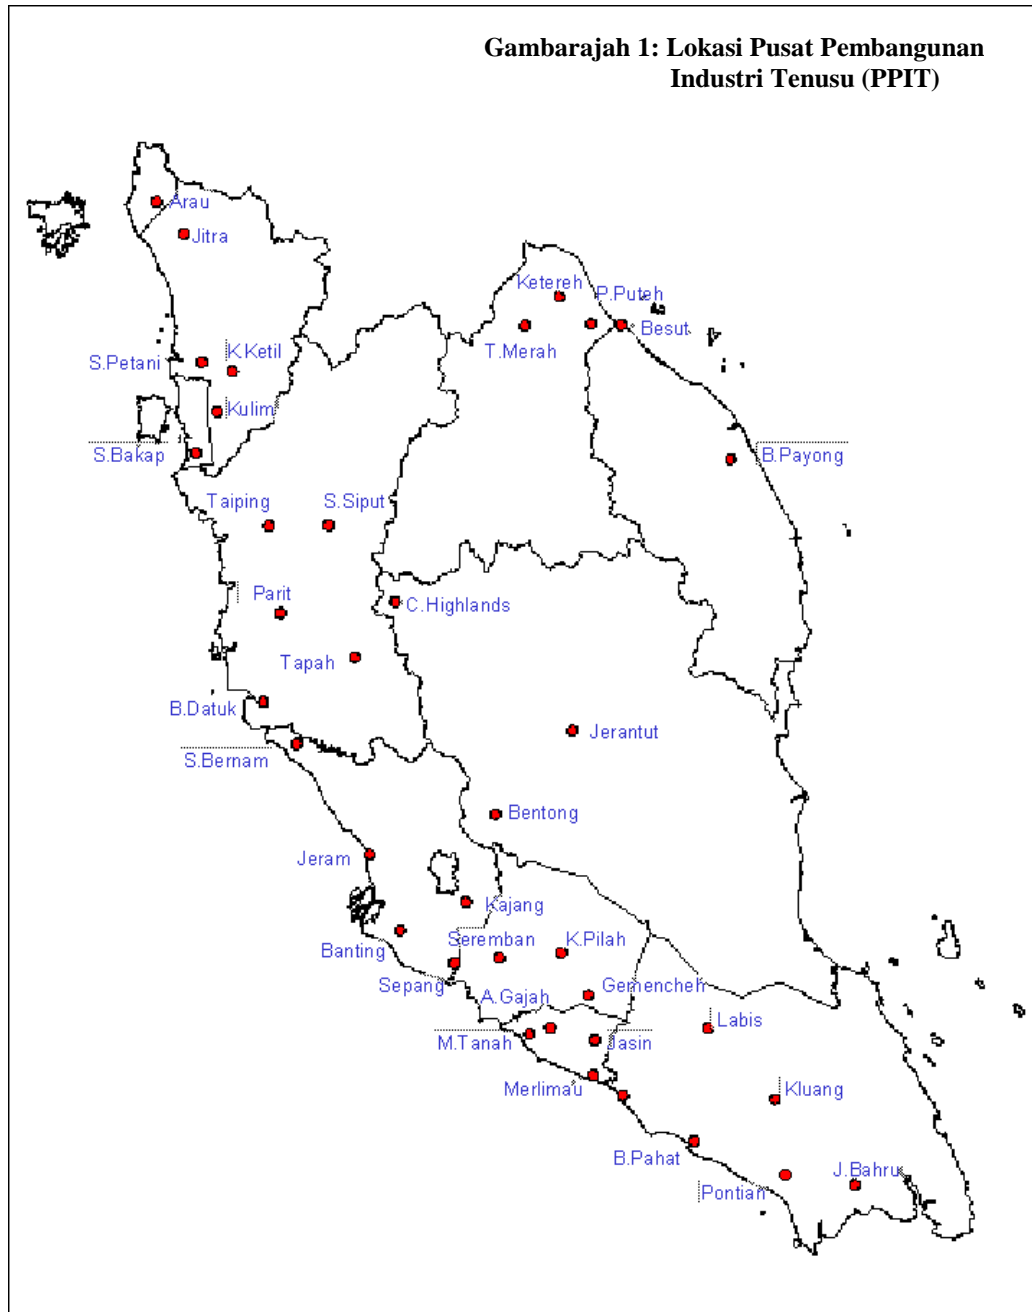 Gambarajah 1: Lokasi Pusat Pembangunan
Industri Tenusu (PPIT)
Arau
Jitra
Ketereh
P.Puteh
Besut
T.Merah
S.Petani
K.Ketil
Kulim
S.Bakap
B.Payong
Taiping
S.Siput
Parit
C.Highlands
Tapah
B.Datuk
S.Bernam
Jerantut
Bentong
Jeram
Kajang
Banting
Seremban
K.Pilah
Sepang
A.Gajah
Gemencheh
M.Tanah
Jasin
Labis
Merlimau
Kluang
B.Pahat
Pontian
J.Bahru